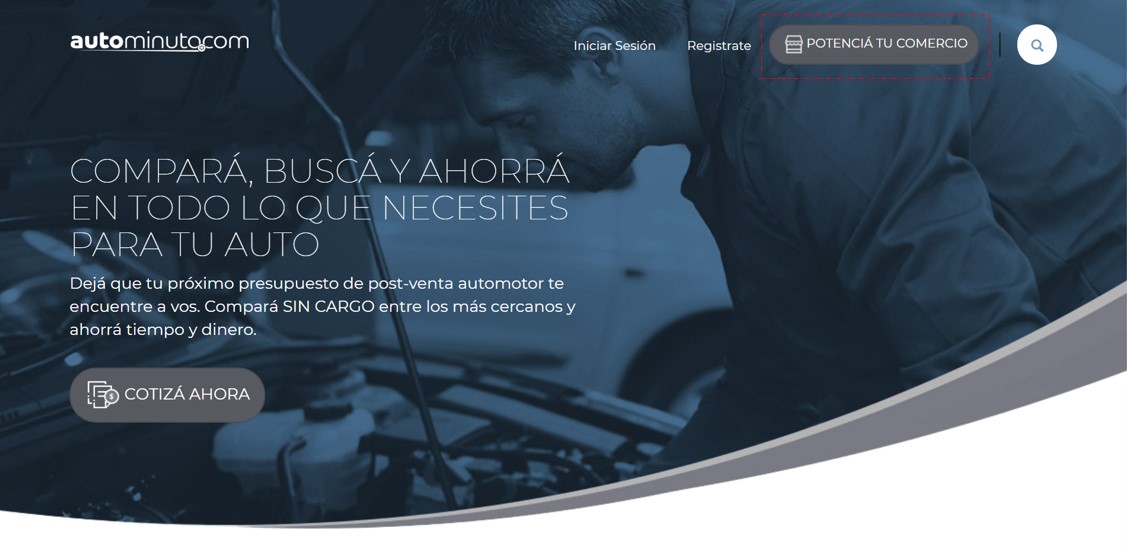 autominuto.com
Iniciar Sesión
Registrate
POTENCIÁ TU COMERCIO
COMPARÁ, BUSCÁ Y AHORRÁ
EN TODO LO QUE NECESITES
PARA TU AUTO
Dejá que tu próximo presupuesto de post-venta automotor te
encuentre a vos. Compará SIN CARGO entre los más cercanos y
ahorrá tiempo y dinero.
$ COTIZÁ AHORA